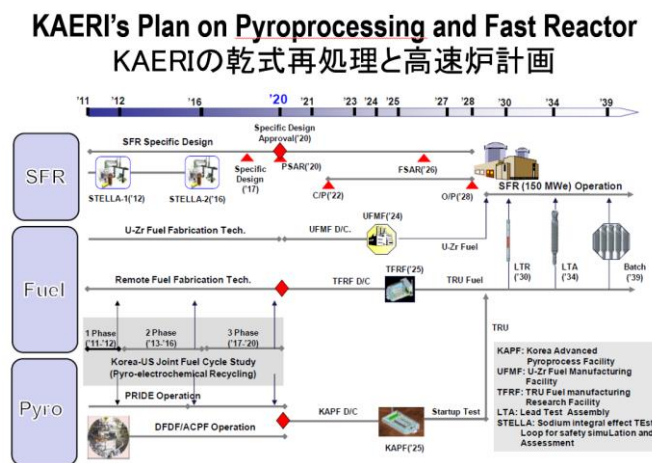 KAERI's Plan on Pyroprocessing and Fast Reactor
KAERIの乾式再処理と高速炉計画
'11 '12 '16 '20 '21 '23 '24 '25 '28 '30 '34 '39
SFR
SFR Specific Design
Specific Design
Approval('20)
STELLA-1('12)
STELLA-2('16)
Specific
Design
('17)
PSAR('20)
C/P('22)
FSAR('26)
O/P('28)
SFR (150 MWe) Operation
Fuel
U-Zr Fuel Fabrication Tech.
UFMF D/C.
UFMF('24)
U-Zr Fuel
LTR
('30)
LTA
('34)
Batch
('39)
Remote Fuel Fabrication Tech.
TFRF D/C
TFRF('25)
TRU Fuel
1 Phase
('11-'12)
2 Phase
('13-'16)
3 Phase
('17-'20)
Korea-US Joint Fuel Cycle Study
(Pyro-electrochemical Recycling)
TRU
Pyro
PRIDE Operation
DFDF/ACPF Operation
KAPF D/C
KAPF('25)
Startup Test
KAPF: Korea Advanced
Pyroprocess Facility
UFMF: U-Zr Fuel Manufacturing
Facility
TFRF: TRU Fuel manufacturing
Research Facility
LTA: Lead Test Assembly
STELLA: Sodium integral effect TEst
Loop for safety simuLation and
Assessment